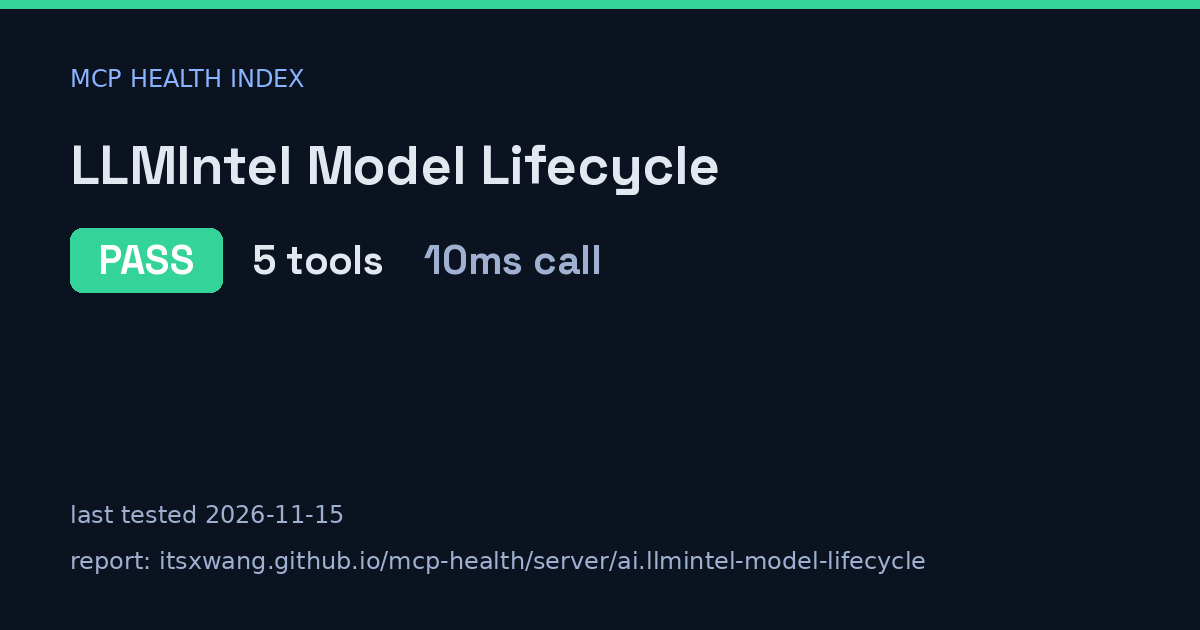 MCP HEALTH INDEX
LLMIntel Model Lifecycle
PASS 5 tools 10ms call
last tested 2026-11-15
report: itsxwang.github.io/mcp-health/server/ai.llmintel-model-lifecycle